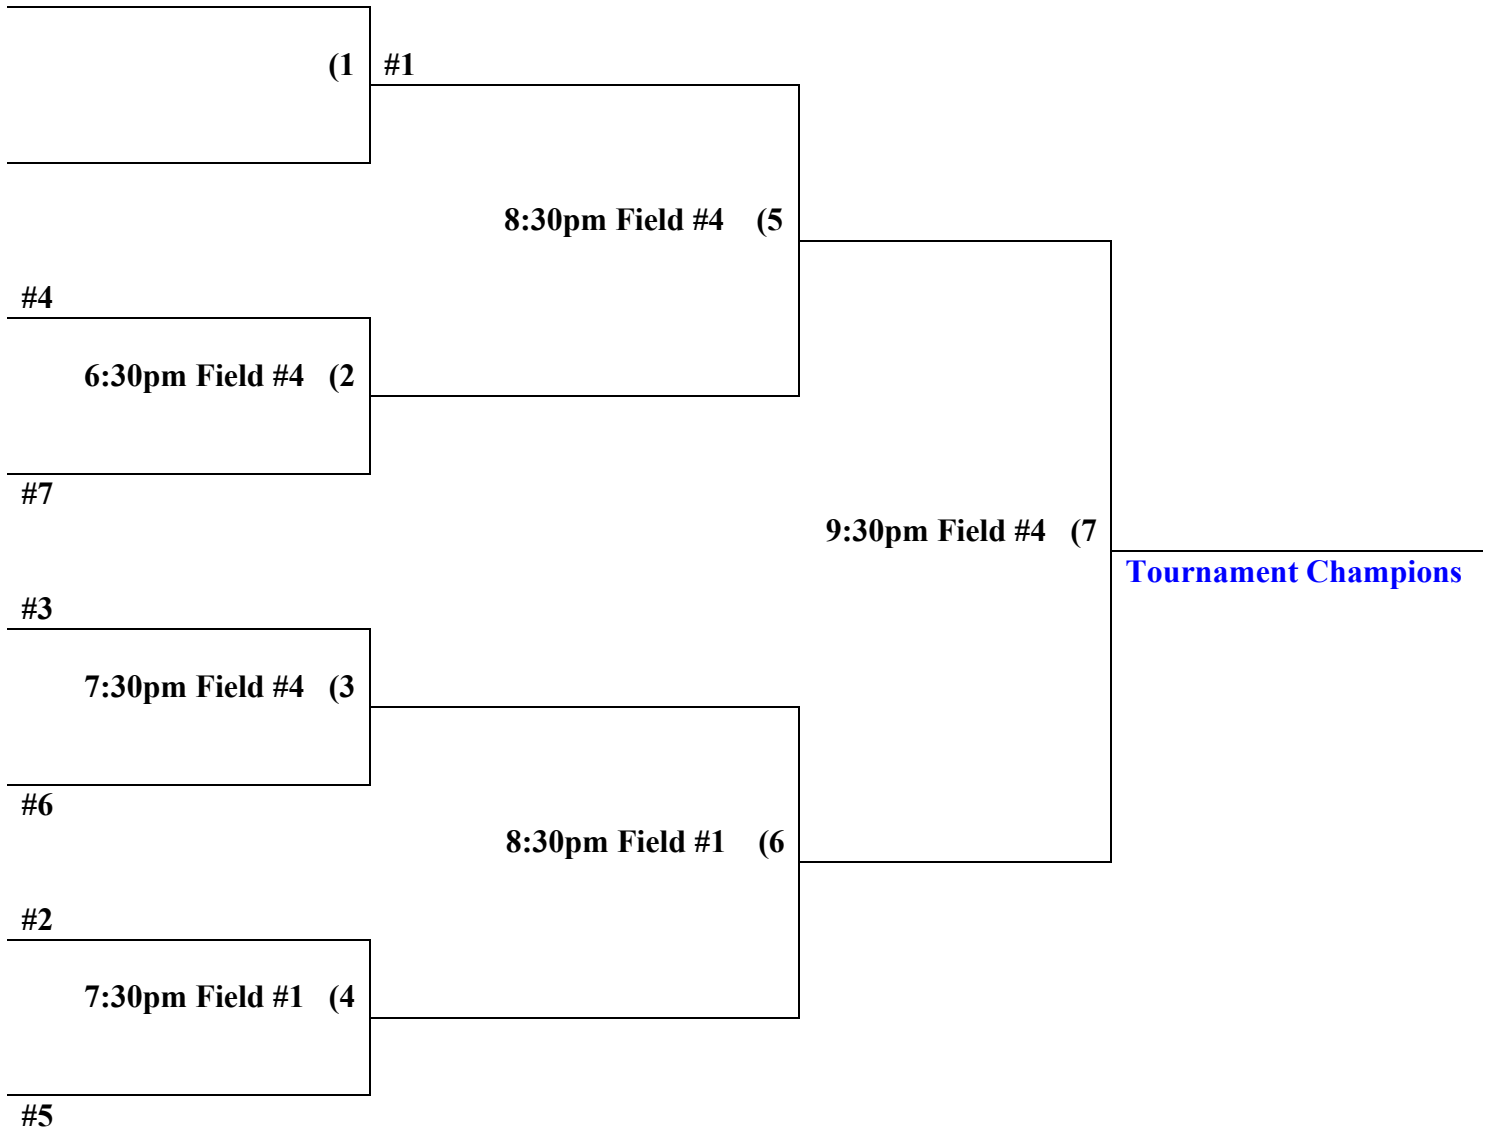 (1 #1
8:30pm Field #4 (5
#4
6:30pm Field #4 (2
#7
9:30pm Field #4 (7
Tournament Champions
#3
7:30pm Field #4 (3
#6
8:30pm Field #1 (6
#2
7:30pm Field #1 (4
#5